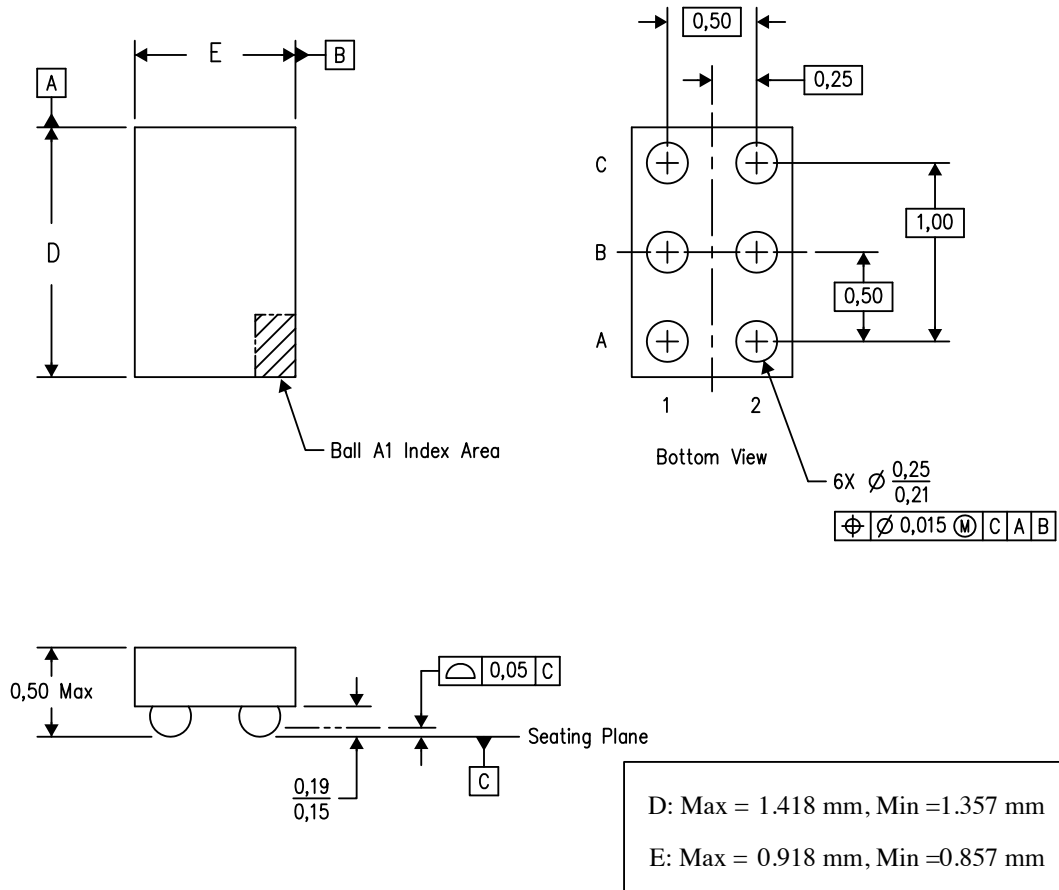 0,50
E
B
A
0,25
C
1,00
D
B
0,50
A
1 2
Ball A1 Index Area
Bottom View
6X Ø 0,25
0,21
⌖ Ø 0,015 Ⓜ C A B
0,50 Max
⌓ 0,05 C
Seating Plane
C
0,19
0,15
D: Max = 1.418 mm, Min =1.357 mm
E: Max = 0.918 mm, Min =0.857 mm